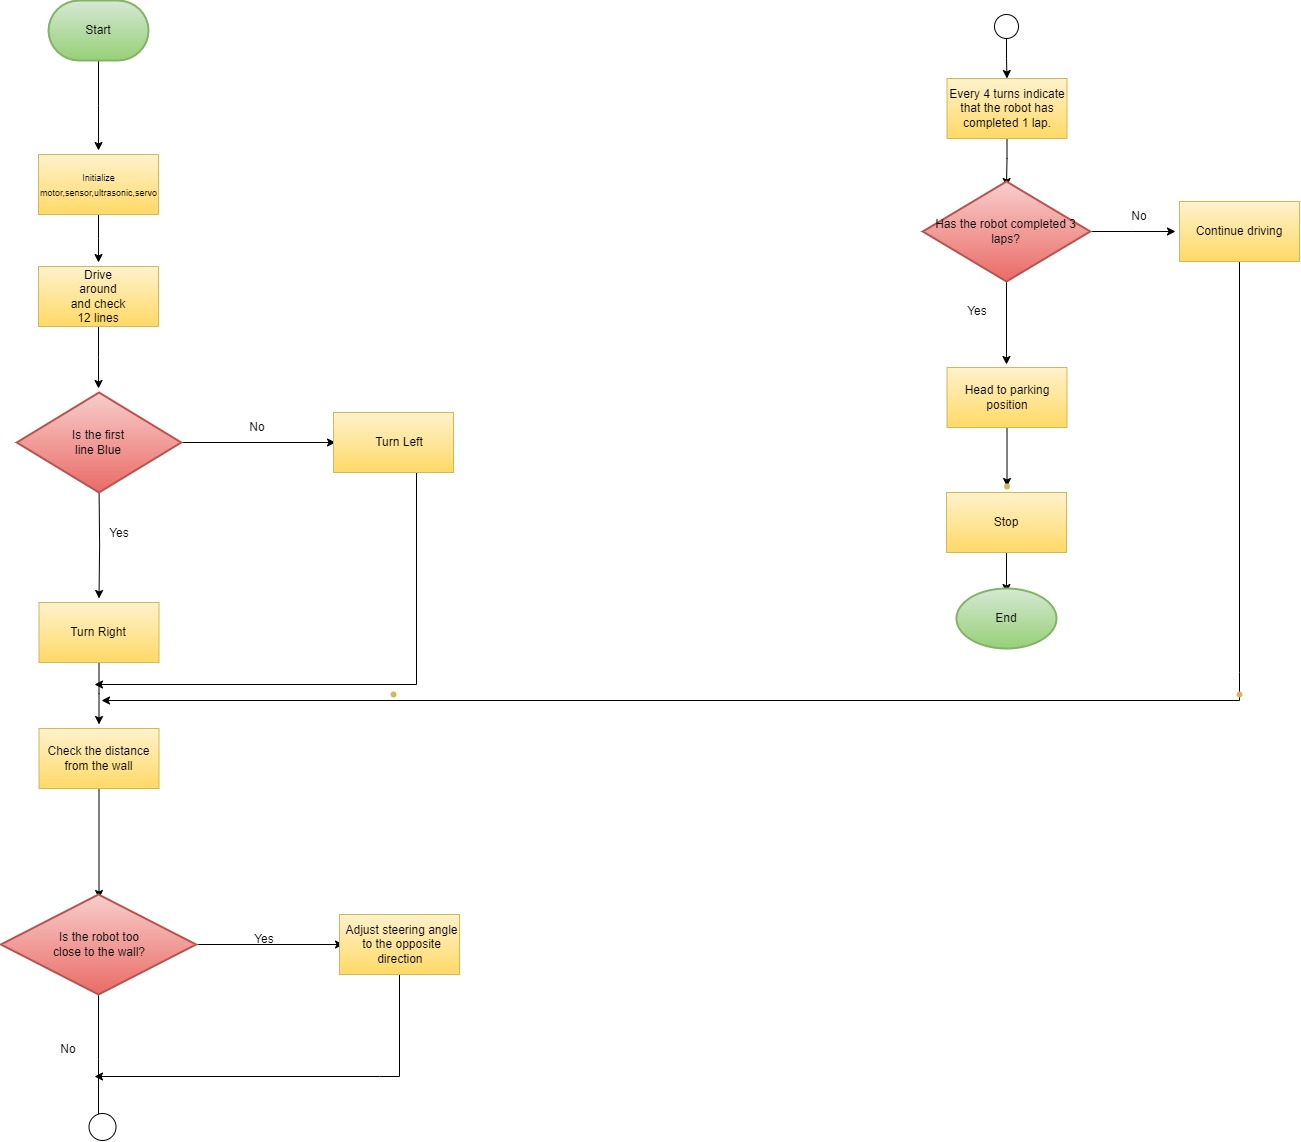 Start
Initialize
motor,sensor,ultrasonic,servo
Drive
around
and check
12 lines
Is the first
line Blue
No
Turn Left
Yes
Turn Right
Check the distance
from the wall
Is the robot too
close to the wall?
Yes
Adjust steering angle
to the opposite
direction
No
Every 4 turns indicate
that the robot has
completed 1 lap.
Has the robot completed 3
laps?
No
Continue driving
Yes
Head to parking
position
Stop
End